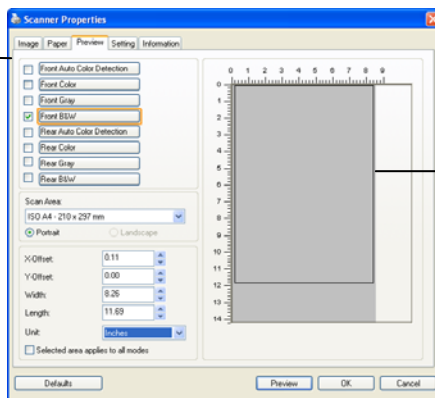 Scanner Properties
Image Paper Preview Setting Information
Front Auto Color Detection
Front Color
Front Gray
Front B&W
Rear Auto Color Detection
Rear Color
Rear Gray
Rear B&W
Scan Area:
ISO A4 - 210 x 297 mm
Portrait Landscape
X-Offset: 0.11
Y-Offset: 0.00
Width: 8.26
Length: 11.69
Unit: Inches
Selected area applies to all modes
0 1 2 3 4 5 6 7 8 9
0
1
2
3
4
5
6
7
8
9
10
11
12
13
14
Defaults Preview OK Cancel